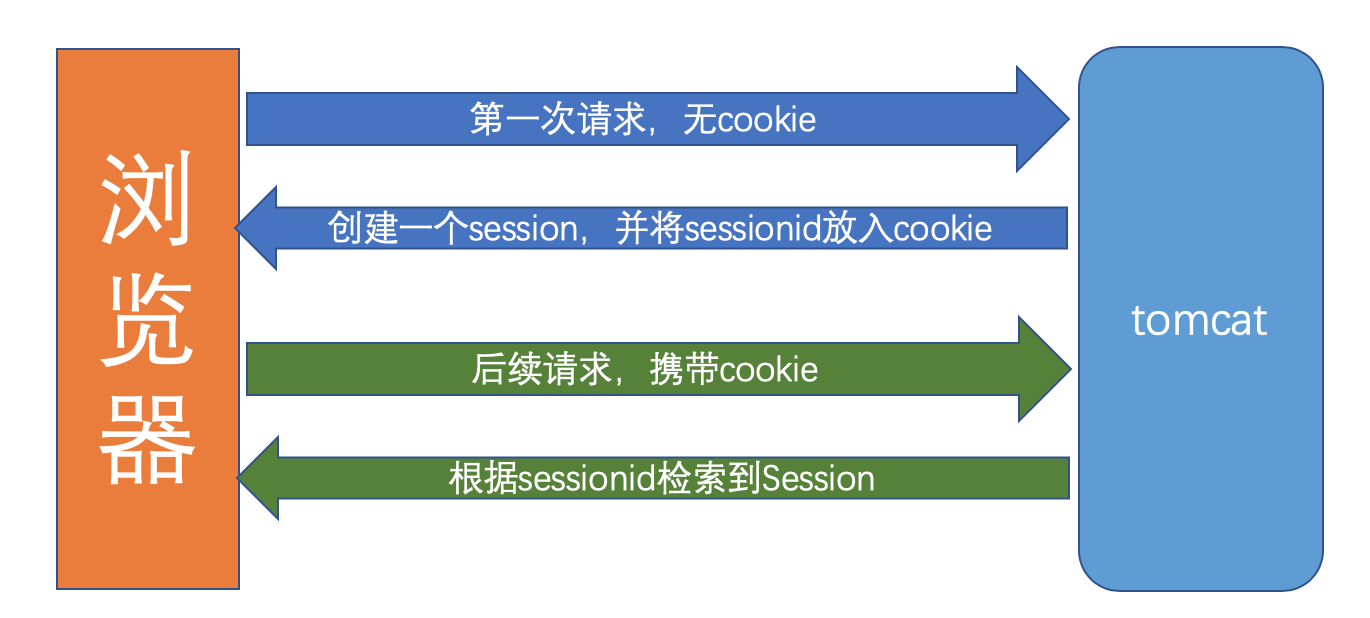 浏
览
器
第一次请求，无cookie
创建一个session，并将sessionid放入cookie
后续请求，携带cookie
根据sessionid检索到Session
tomcat